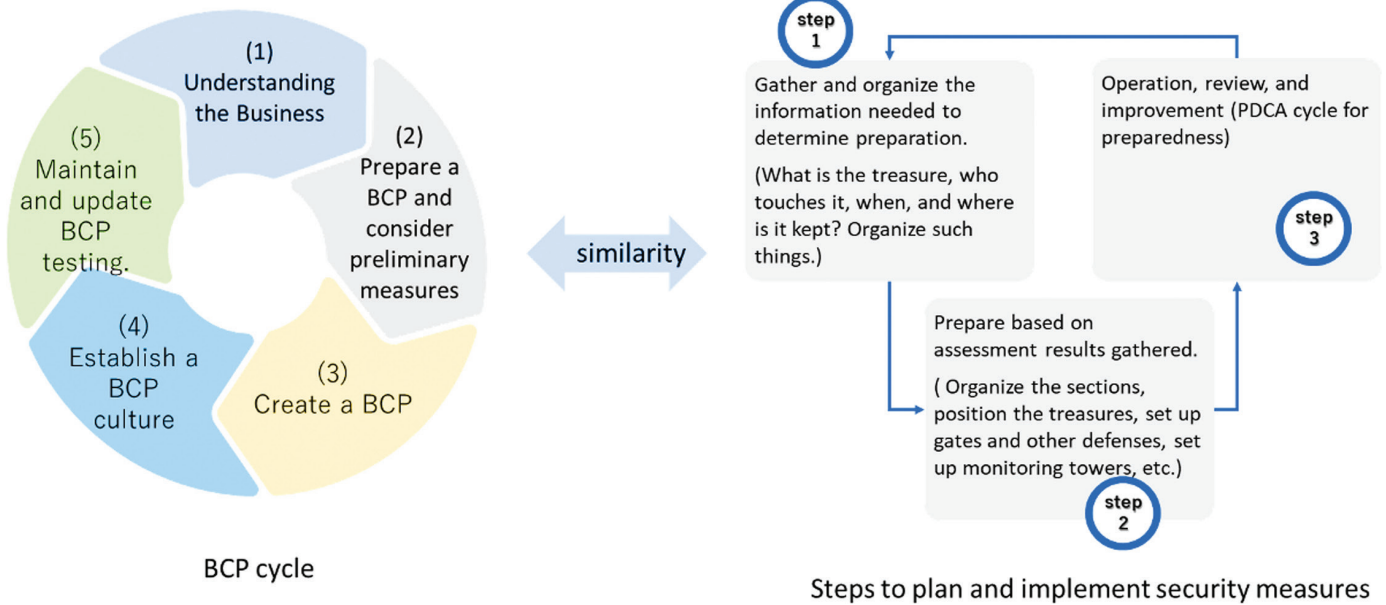 (1)
Understanding
the Business
(2)
Prepare a
BCP and
consider
preliminary
measures
(3)
Create a BCP
(4)
Establish a
BCP
culture
(5)
Maintain
and update
BCP
testing.
BCP cycle
similarity
step
1
Gather and organize the
information needed to
determine preparation.
(What is the treasure, who
touches it, when, and where
is it kept? Organize such
things.)
Prepare based on
assessment results gathered.
( Organize the sections,
position the treasures, set up
gates and other defenses, set
up monitoring towers, etc.)
step
2
Operation, review, and
improvement (PDCA cycle for
preparedness)
step
3
Steps to plan and implement security measures